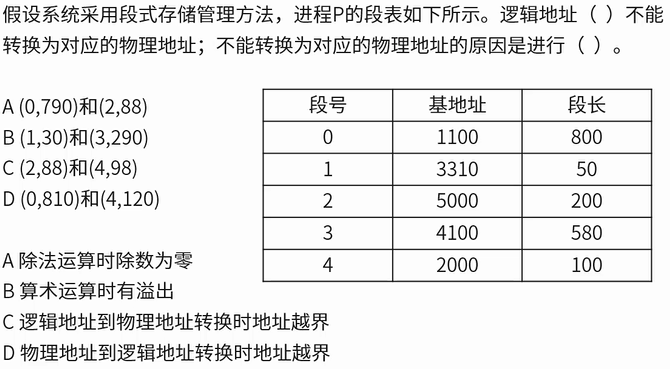 假设系统采用段式存储管理方法，进程P的段表如下所示。逻辑地址（ ）不能
转换为对应的物理地址；不能转换为对应的物理地址的原因是进行（ ）。
A (0,790)和(2,88)
B (1,30)和(3,290)
C (2,88)和(4,98)
D (0,810)和(4,120)
段号 基地址 段长
0 1100 800
1 3310 50
2 5000 200
3 4100 580
4 2000 100
A 除法运算时除数为零
B 算术运算时有溢出
C 逻辑地址到物理地址转换时地址越界
D 物理地址到逻辑地址转换时地址越界